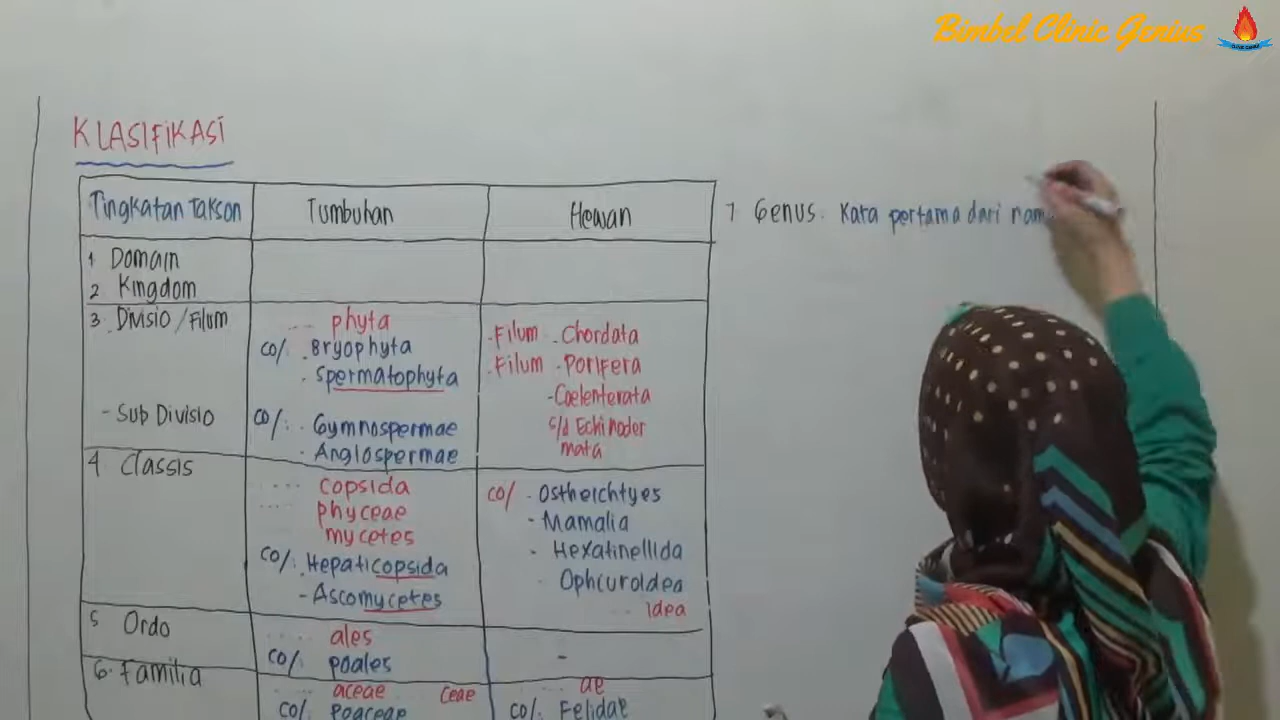 Bimbel Clinic Genius
KLASIFIKASI
Tingkatan Takson
Tumbuhan
Hewan
1 Domain
2 Kingdom
3 Divisio / Filum
.... phyta
co/: . Bryophyta
. Spermatophyta
- Sub Divisio
co/: . Gymnospermae
- Angiospermae
. Filum .. Chordata
. Filum . Porifera
- Coelenterata
s/d Echinoder
mata
4 Classis
.... copsida
.... phyceae
mycetes
co/: . Hepaticopsida
- Ascomycetes
co/ . Ostheichtyes
- Mamalia
- Hexatinellida
Ophcuroidea
... idea
5 Ordo
.... ales
co/: poales
-
6. Familia
.... aceae ceae
co/: Poaceae
.... ae
co/: Felidae
7 Genus : Kata pertama dari